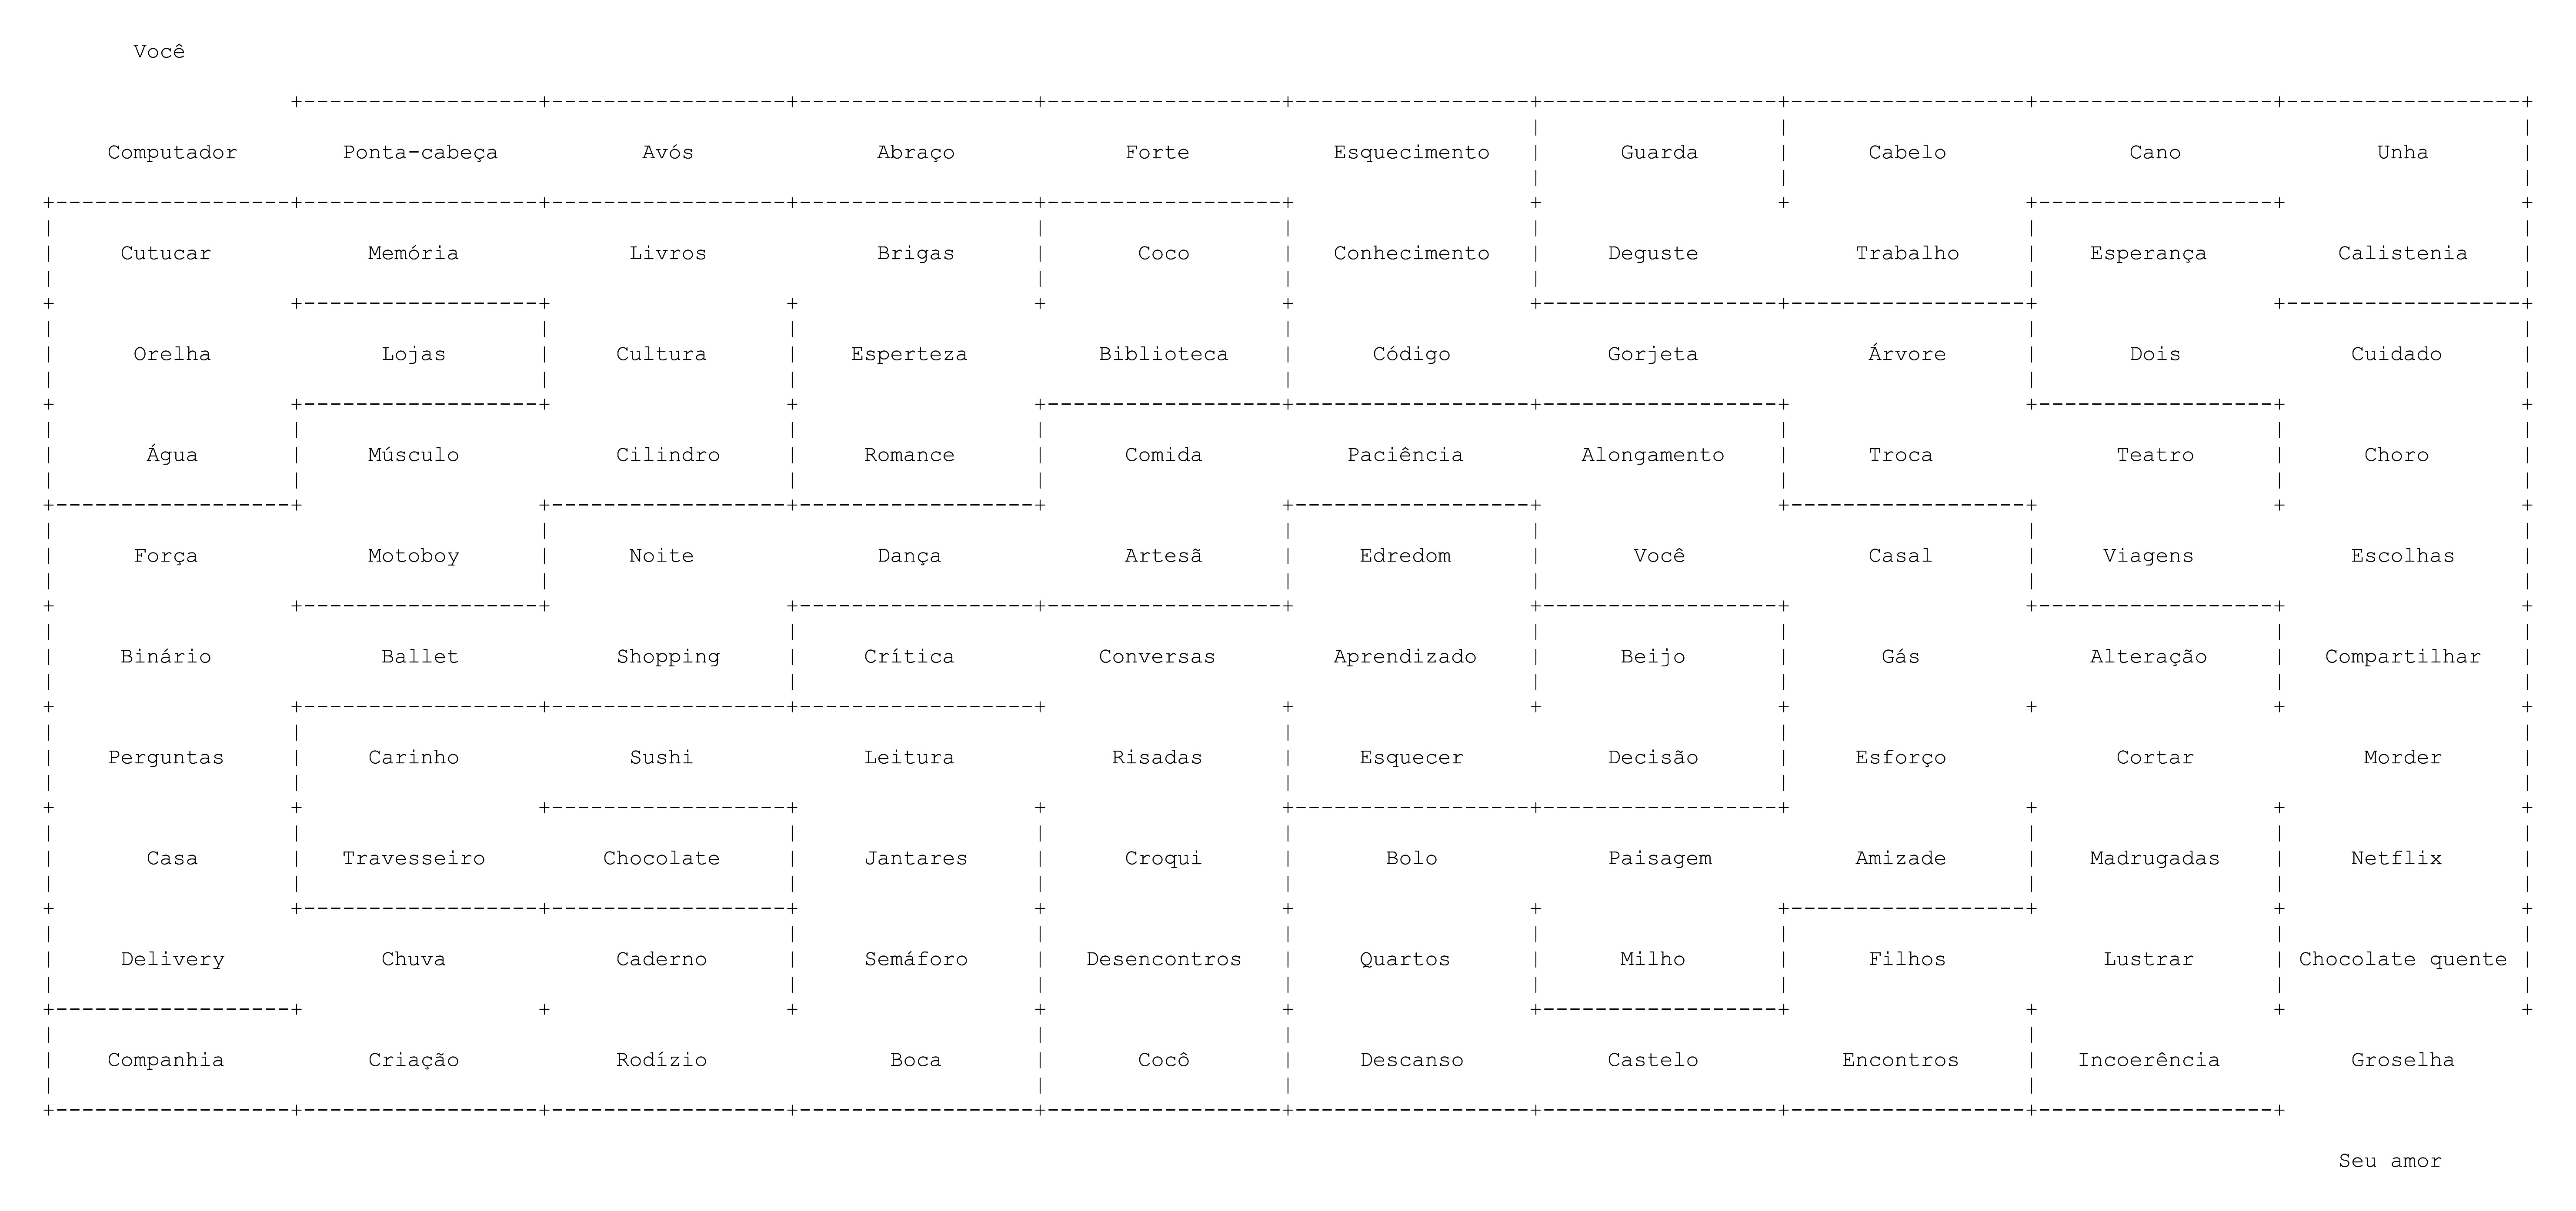 Você
Computador Ponta-cabeça Avós Abraço Forte Esquecimento Guarda Cabelo Cano Unha
Cutucar Memória Livros Brigas Coco Conhecimento Deguste Trabalho Esperança Calistenia
Orelha Lojas Cultura Esperteza Biblioteca Código Gorjeta Árvore Dois Cuidado
Água Músculo Cilindro Romance Comida Paciência Alongamento Troca Teatro Choro
Força Motoboy Noite Dança Artesã Edredom Você Casal Viagens Escolhas
Binário Ballet Shopping Crítica Conversas Aprendizado Beijo Gás Alteração Compartilhar
Perguntas Carinho Sushi Leitura Risadas Esquecer Decisão Esforço Cortar Morder
Casa Travesseiro Chocolate Jantares Croqui Bolo Paisagem Amizade Madrugadas Netflix
Delivery Chuva Caderno Semáforo Desencontros Quartos Milho Filhos Lustrar Chocolate quente
Companhia Criação Rodízio Boca Cocô Descanso Castelo Encontros Incoerência Groselha
Seu amor